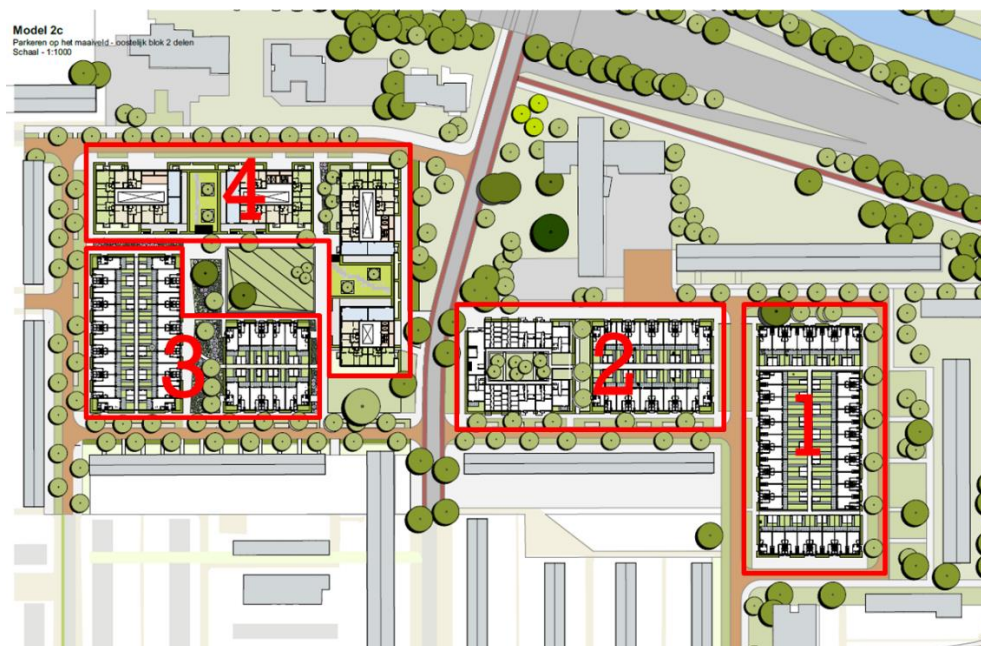 Model 2c
Parkeren op het maaiveld - oostelijk blok 2 delen
Schaal - 1:1000
4
3
2
1